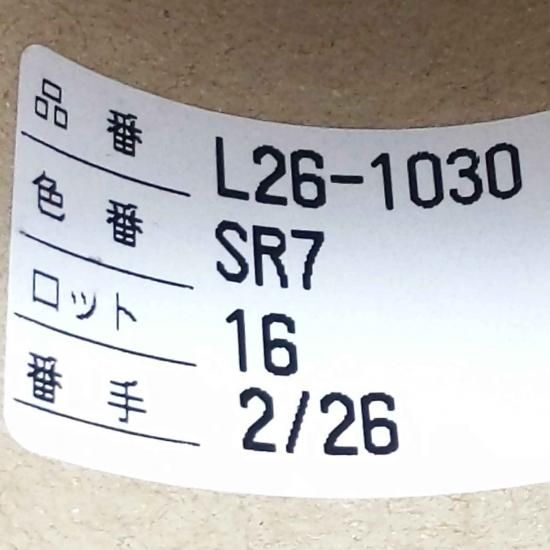 品番 L26-1030
色番 SR7
ロット 16
番手 2/26